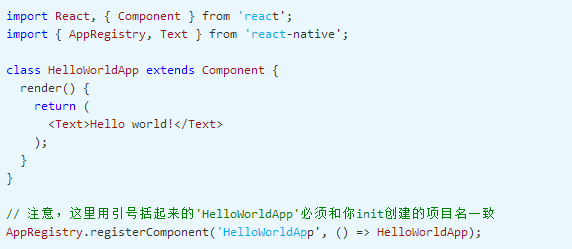 import React, { Component } from 'react';
import { AppRegistry, Text } from 'react-native';

class HelloWorldApp extends Component {
  render() {
    return (
      <Text>Hello world!</Text>
    );
  }
}

// 注意，这里用引号括起来的'HelloWorldApp'必须和你init创建的项目名一致
AppRegistry.registerComponent('HelloWorldApp', () => HelloWorldApp);